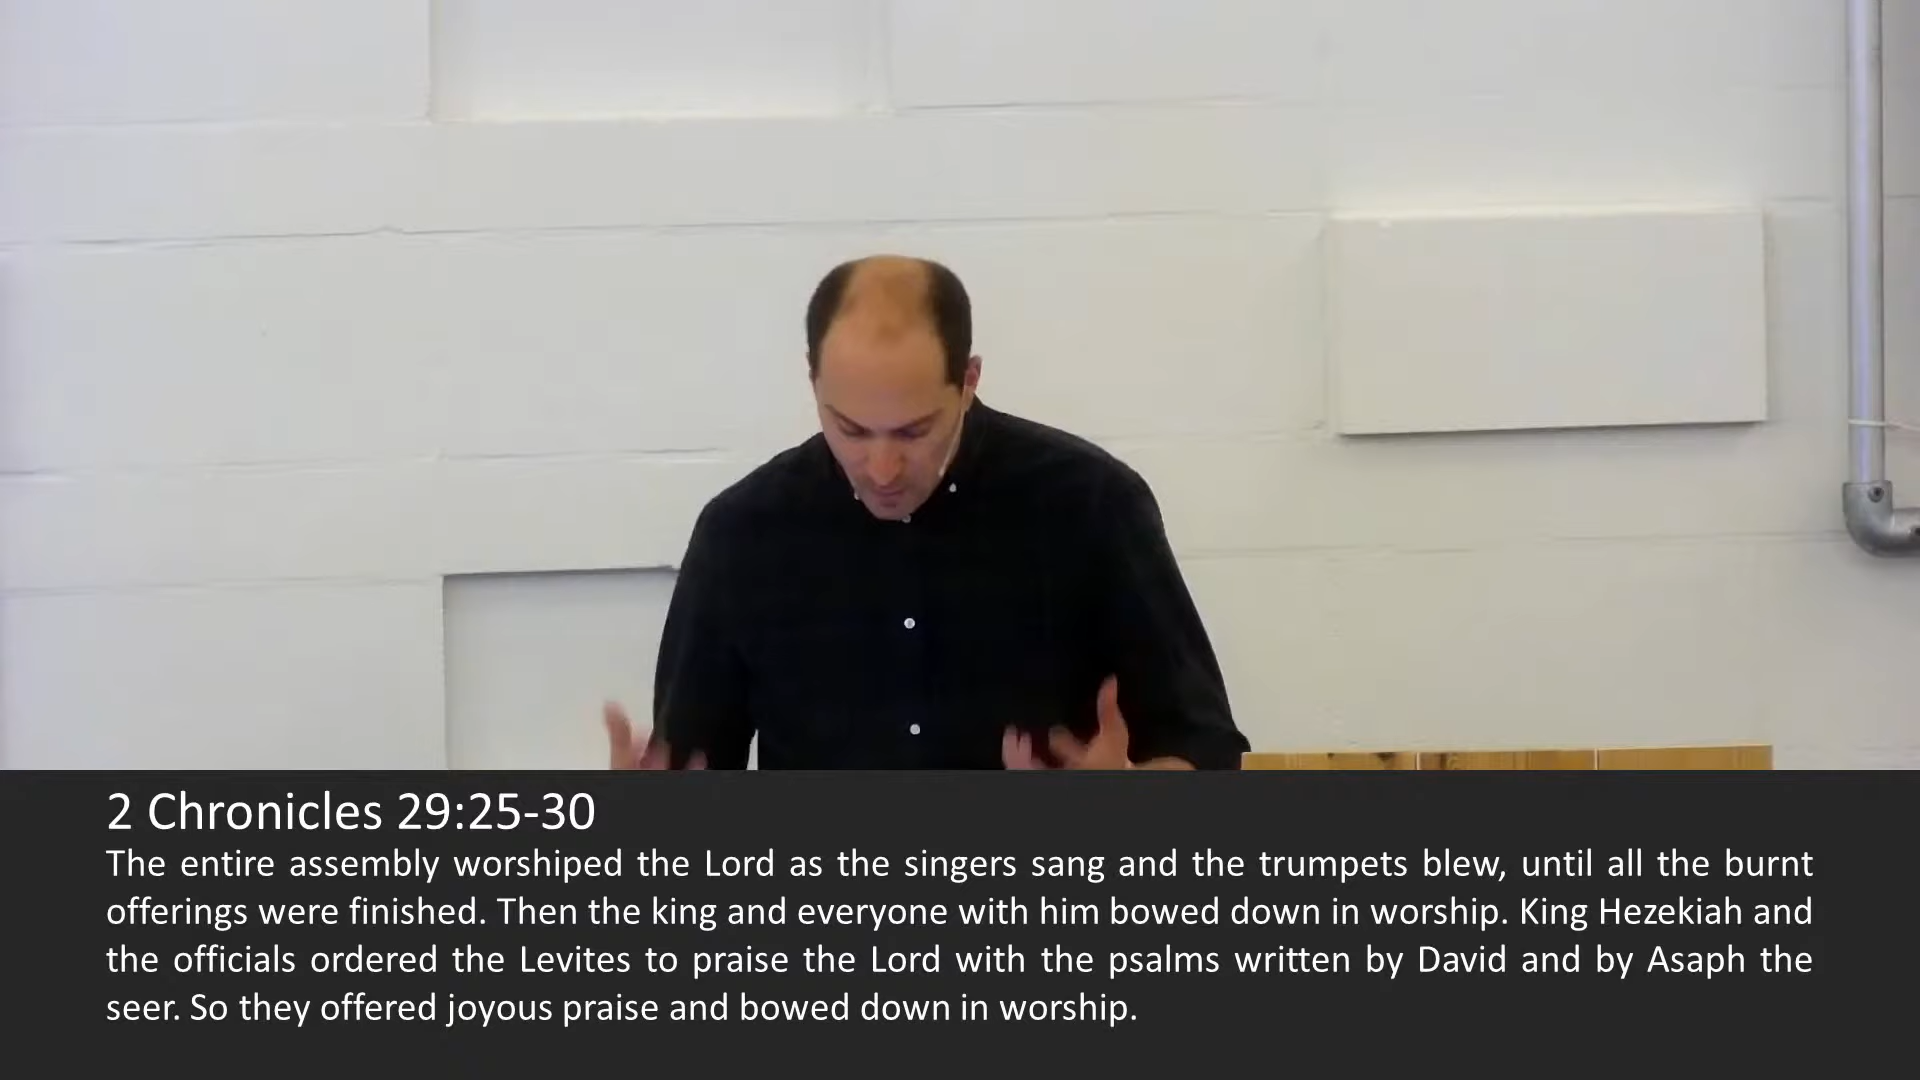 2 Chronicles 29:25-30
The entire assembly worshiped the Lord as the singers sang and the trumpets blew, until all the burnt
offerings were finished. Then the king and everyone with him bowed down in worship. King Hezekiah and
the officials ordered the Levites to praise the Lord with the psalms written by David and by Asaph the
seer. So they offered joyous praise and bowed down in worship.